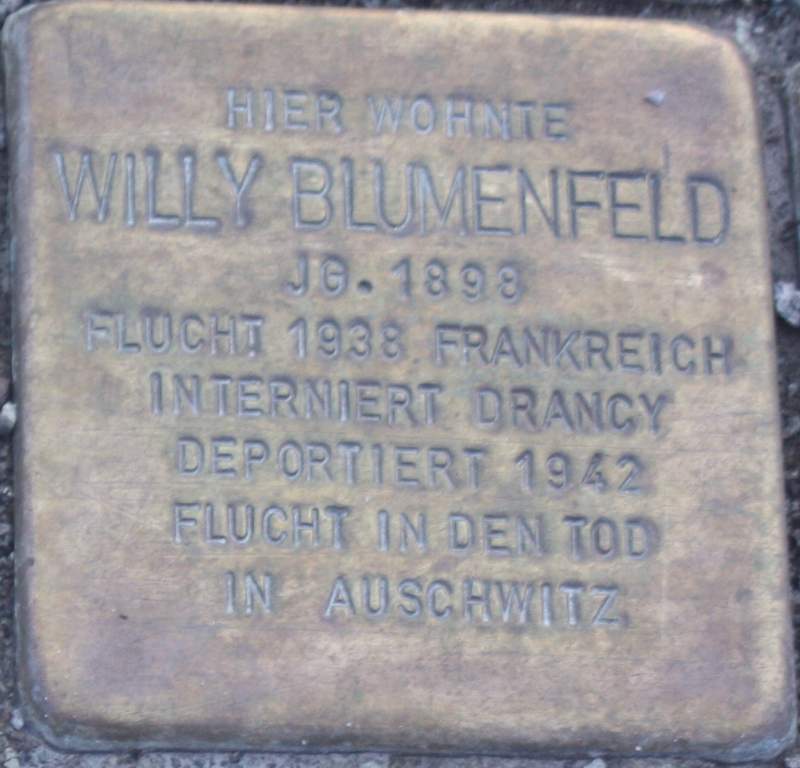 HIER WOHNTE
WILLY BLUMENFELD
JG. 1898
FLUCHT 1938 FRANKREICH
INTERNIERT DRANCY
DEPORTIERT 1942
FLUCHT IN DEN TOD
IN AUSCHWITZ